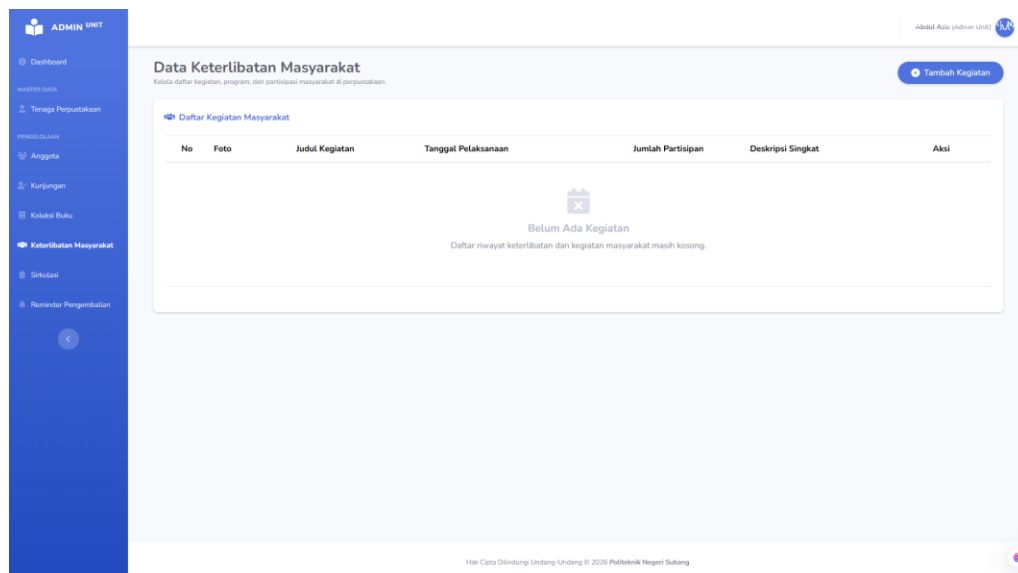 ADMIN UNIT
Abdul Aziz (Admin Unit)
Dashboard
MASTER DATA
Tenaga Perpustakaan
PENGELOLAAN
Anggota
Kunjungan
Koleksi Buku
Keterlibatan Masyarakat
Sirkulasi
Reminder Pengembalian
Data Keterlibatan Masyarakat
Kelola daftar kegiatan, program, dan partisipasi masyarakat di perpustakaan.
Tambah Kegiatan
Daftar Kegiatan Masyarakat
No Foto Judul Kegiatan Tanggal Pelaksanaan Jumlah Partisipan Deskripsi Singkat Aksi
Belum Ada Kegiatan
Daftar riwayat keterlibatan dan kegiatan masyarakat masih kosong.
Hak Cipta Dilindungi Undang-Undang © 2026 Politeknik Negeri Subang.